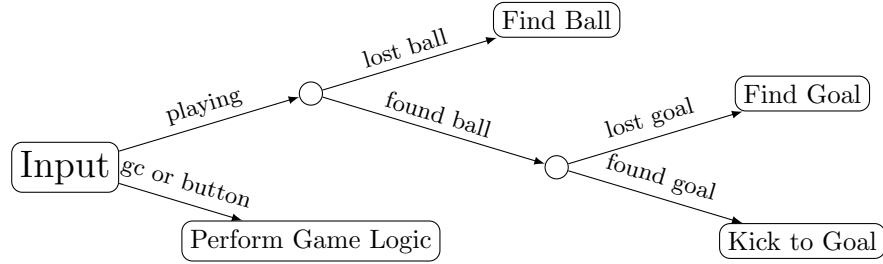 Input
playing
gc or button
Perform Game Logic
lost ball
Find Ball
found ball
lost goal
Find Goal
found goal
Kick to Goal